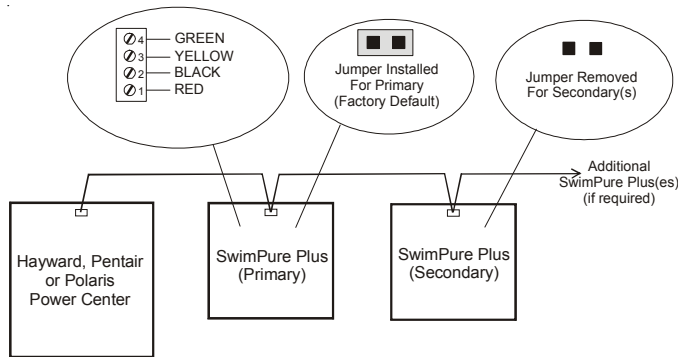 4 GREEN
3 YELLOW
2 BLACK
1 RED
Jumper Installed
For Primary
(Factory Default)
Jumper Removed
For Secondary(s)
Additional
SwimPure Plus(es)
(if required)
Hayward, Pentair
or Polaris
Power Center
SwimPure Plus
(Primary)
SwimPure Plus
(Secondary)